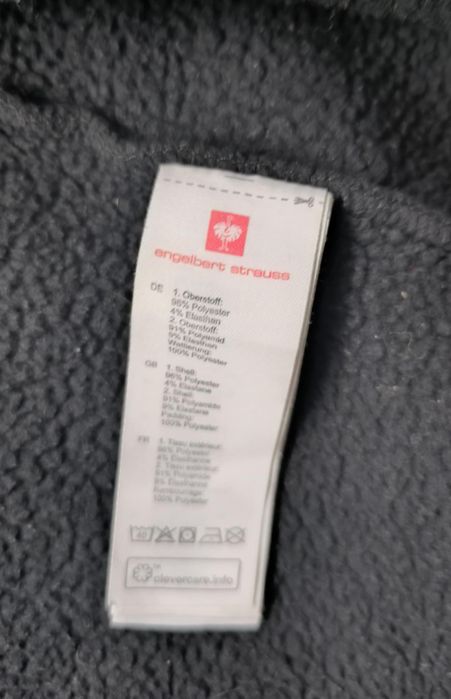 engelbert strauss
DE 1. Oberstoff:
96% Polyester
4% Elasthan
2. Oberstoff:
91% Polyamid
9% Elasthan
Wattierung:
100% Polyester
GB 1. Shell:
96% Polyester
4% Elastane
2. Shell:
91% Polyamide
9% Elastane
Padding:
100% Polyester
FR 1. Tissu extérieur:
96% Polyester
4% Elasthanne
2. Tissu extérieur:
91% Polyamide
9% Elasthanne
Rembourrage:
100% Polyester
40
clevercare.info